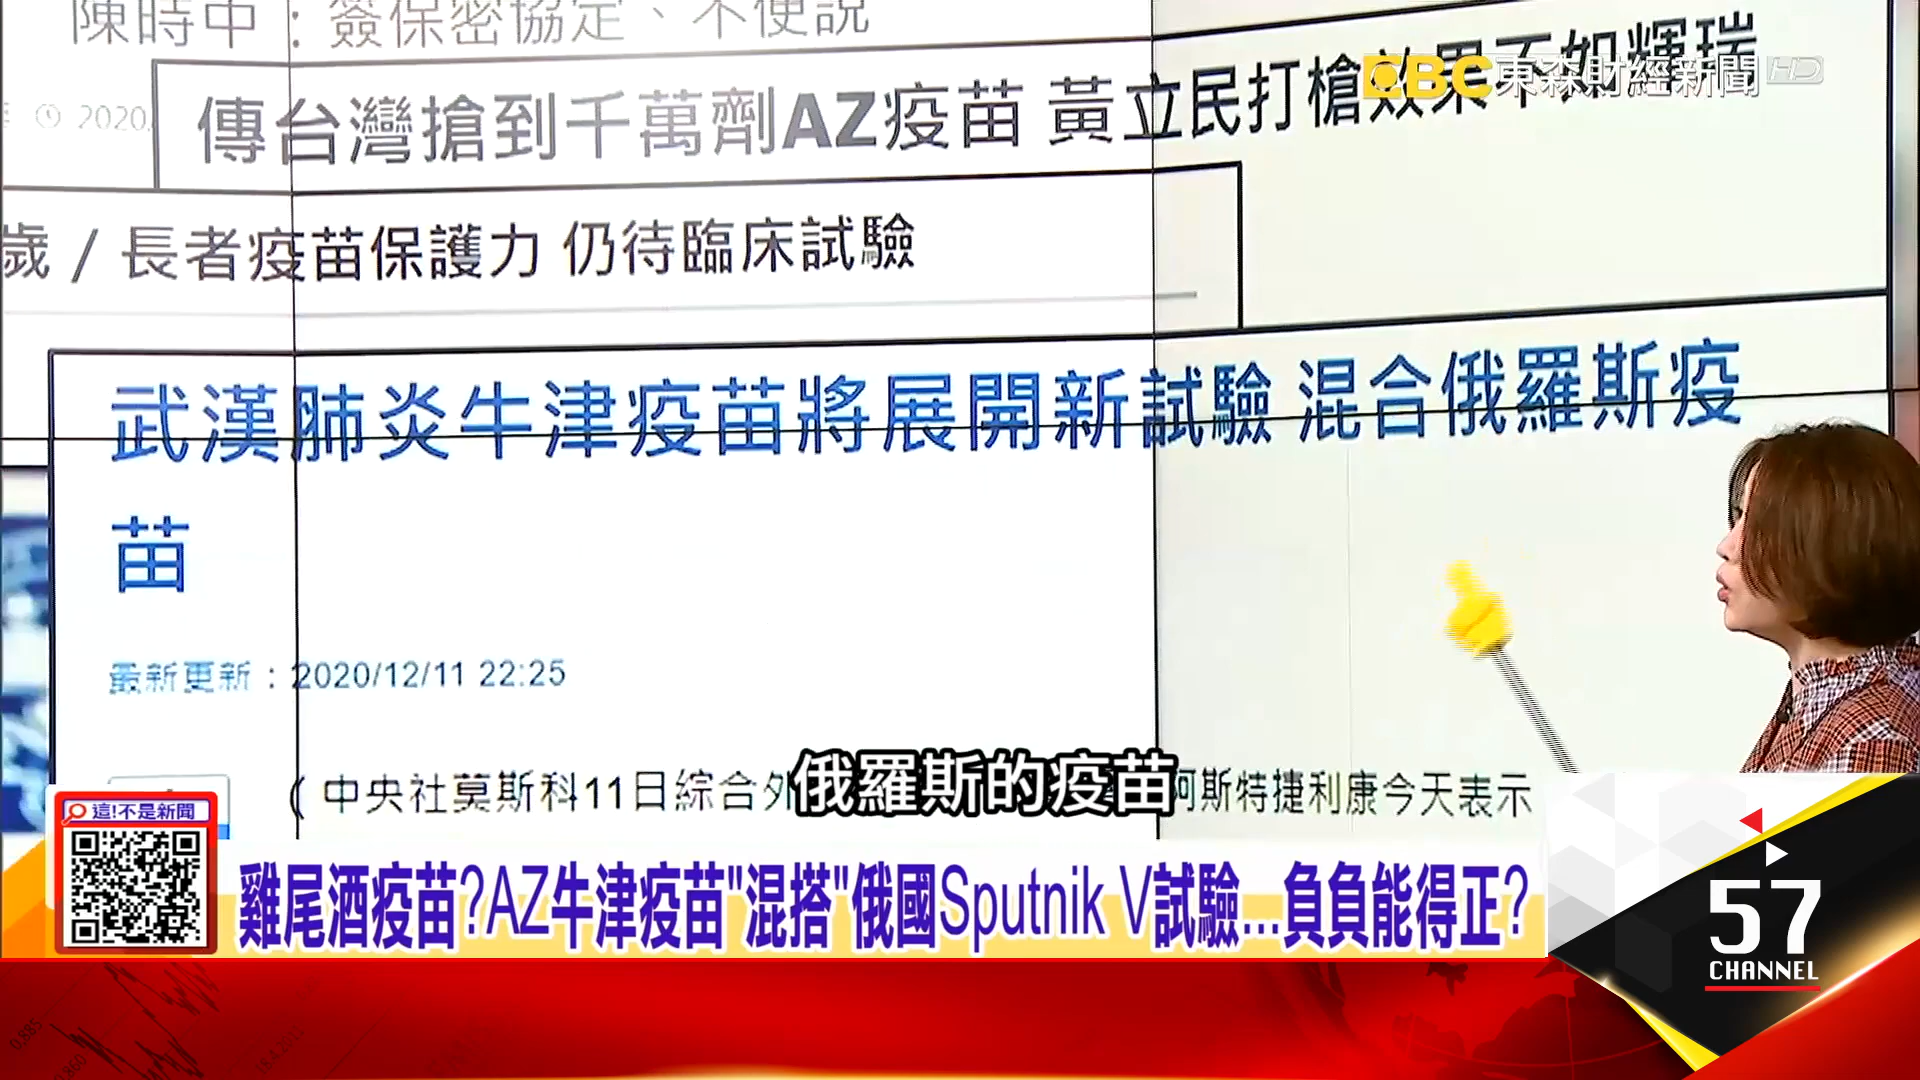 陳時中：簽保密協定、不便說
2020
EBC東森財經新聞HD
傳台灣搶到千萬劑AZ疫苗 黃立民打槍效果不如輝瑞
歲 / 長者疫苗保護力 仍待臨床試驗
武漢肺炎牛津疫苗將展開新試驗 混合俄羅斯疫
苗
最新更新：2020/12/11 22:25
（中央社莫斯科11日綜合外
阿斯特捷利康今天表示
俄羅斯的疫苗
這!不是新聞
雞尾酒疫苗?AZ牛津疫苗"混搭"俄國Sputnik V試驗...負負能得正?
57
CHANNEL